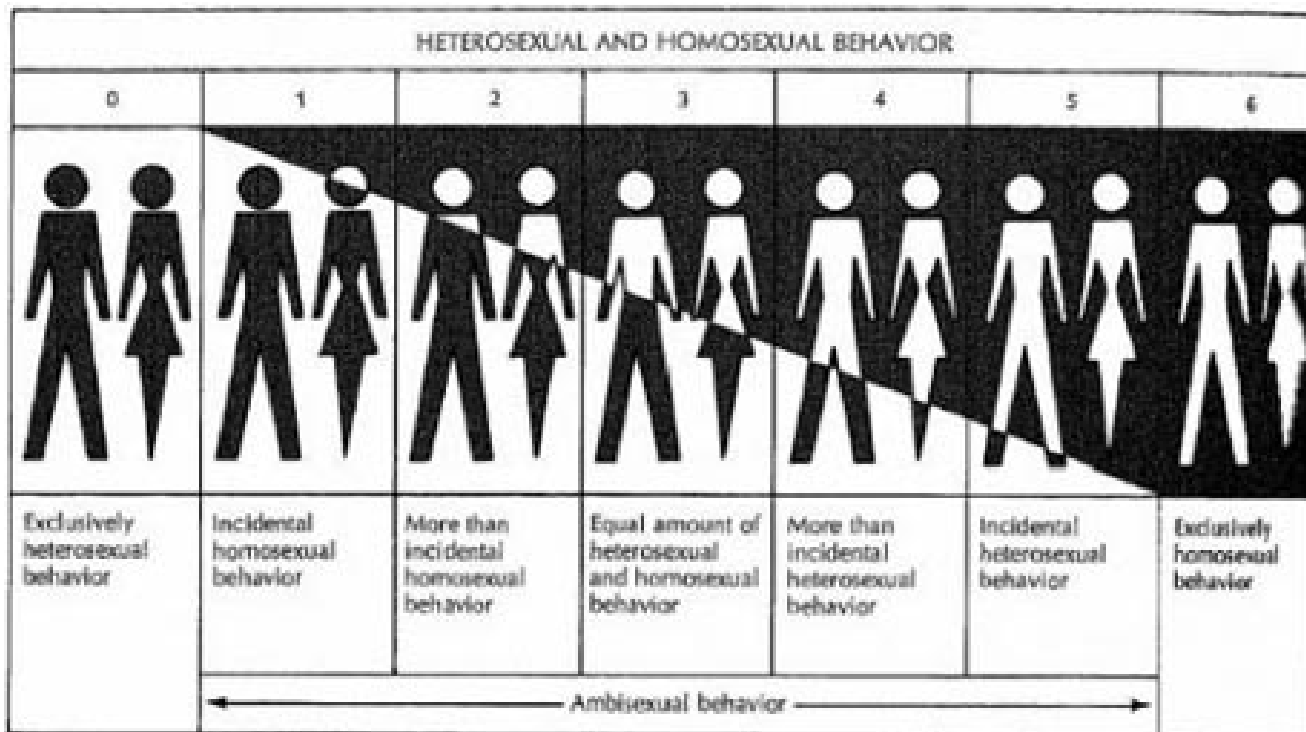 HETEROSEXUAL AND HOMOSEXUAL BEHAVIOR
0
1
2
3
4
5
6
Exclusively
heterosexual
behavior
Incidental
homosexual
behavior
More than
incidental
homosexual
behavior
Equal amount of
heterosexual
and homosexual
behavior
More than
incidental
heterosexual
behavior
Incidental
heterosexual
behavior
Exclusively
homosexual
behavior
Ambisexual behavior